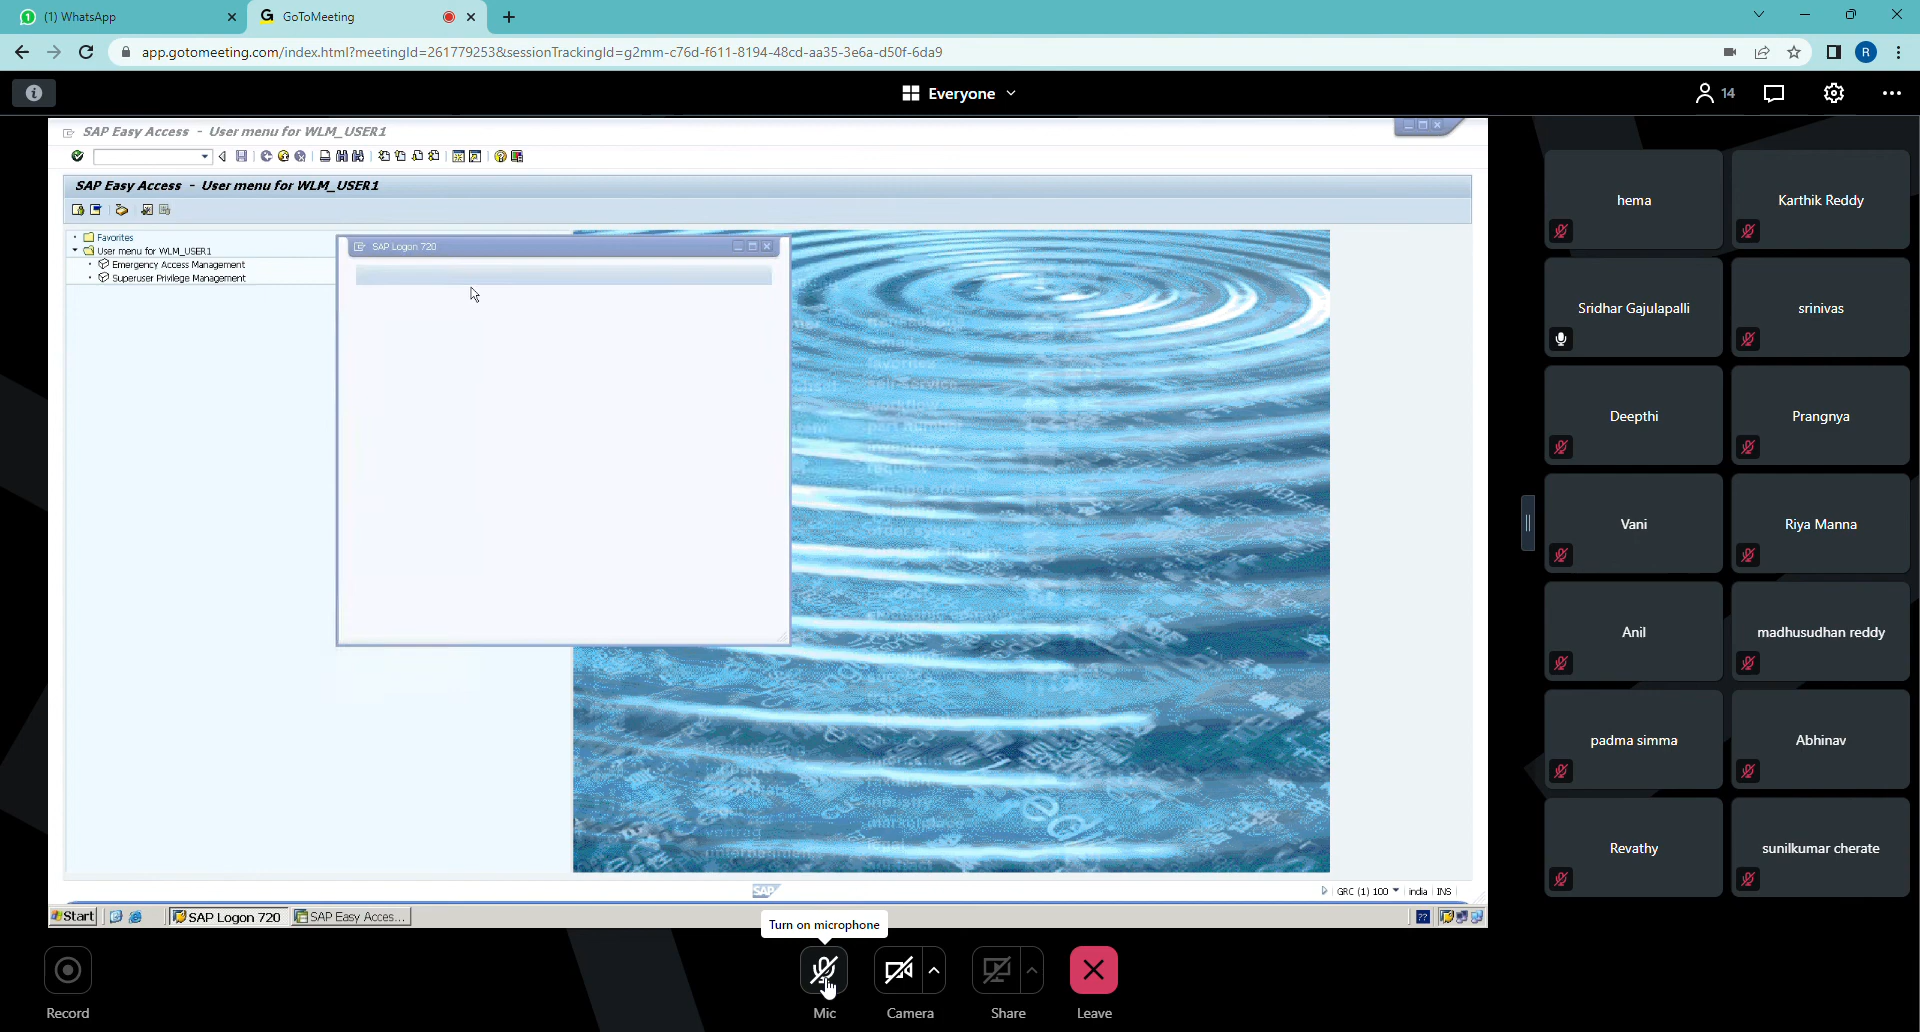 (1) WhatsApp
GoToMeeting
app.gotomeeting.com/index.html?meetingId=261779253&sessionTrackingId=g2mm-c76d-f611-8194-48cd-aa35-3e6a-d50f-6da9
R
Everyone
14
SAP Easy Access - User menu for WLM_USER1
SAP Easy Access - User menu for WLM_USER1
Favorites
User menu for WLM_USER1
Emergency Access Management
Superuser Privilege Management
SAP Logon 720
SAP
GRC (1) 100
india
INS
Start
SAP Logon 720
SAP Easy Acces...
??
hema
Karthik Reddy
Sridhar Gajulapalli
srinivas
Deepthi
Prangnya
Vani
Riya Manna
Anil
madhusudhan reddy
padma simma
Abhinav
Revathy
sunilkumar cherate
Turn on microphone
Record
Mic
Camera
Share
Leave